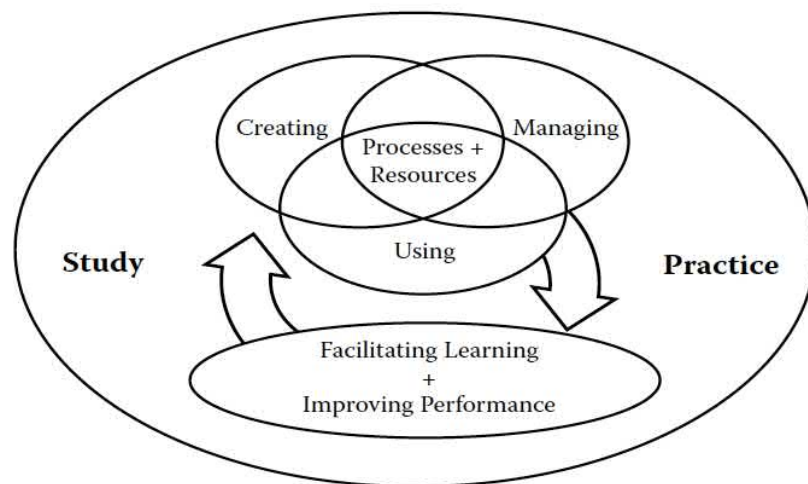 Creating
Managing
Processes +
Resources
Using
Study
Practice
Facilitating Learning
+
Improving Performance